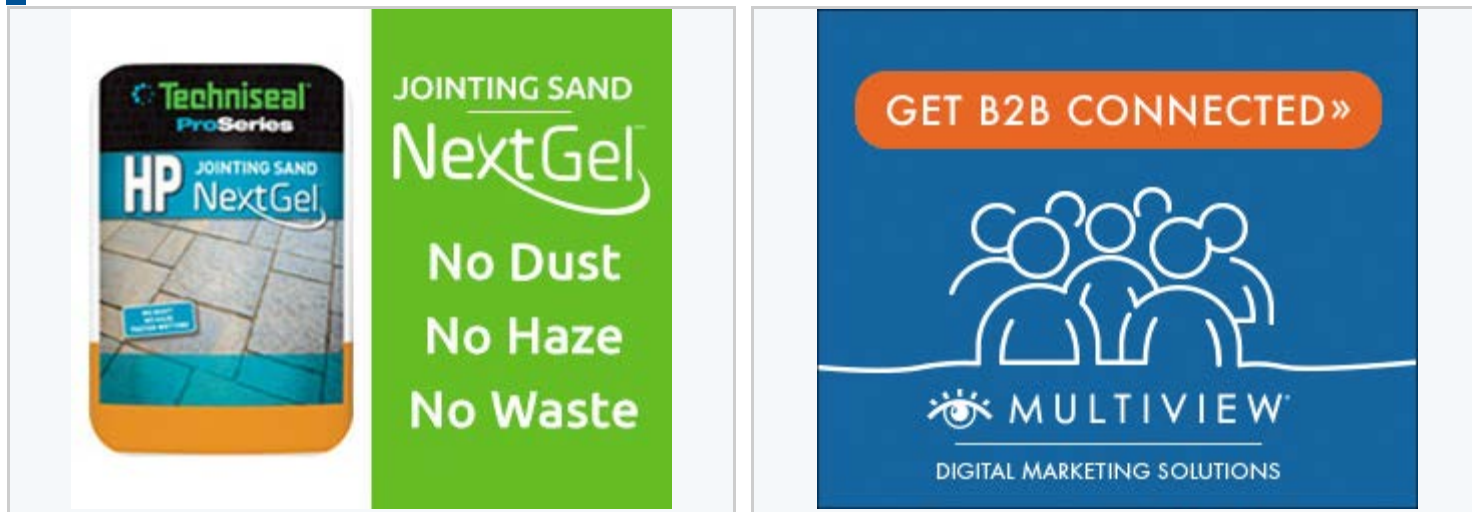 Techniseal
ProSeries
HP
JOINTING SAND
NextGel
JOINTING SAND
NextGel™
No Dust
No Haze
No Waste
GET B2B CONNECTED»
MULTIVIEW
DIGITAL MARKETING SOLUTIONS